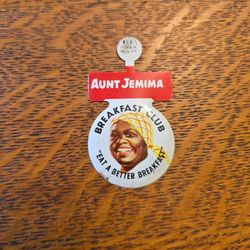 AUNT JEMIMA
BREAKFAST CLUB
"EAT A BETTER BREAKFAST"